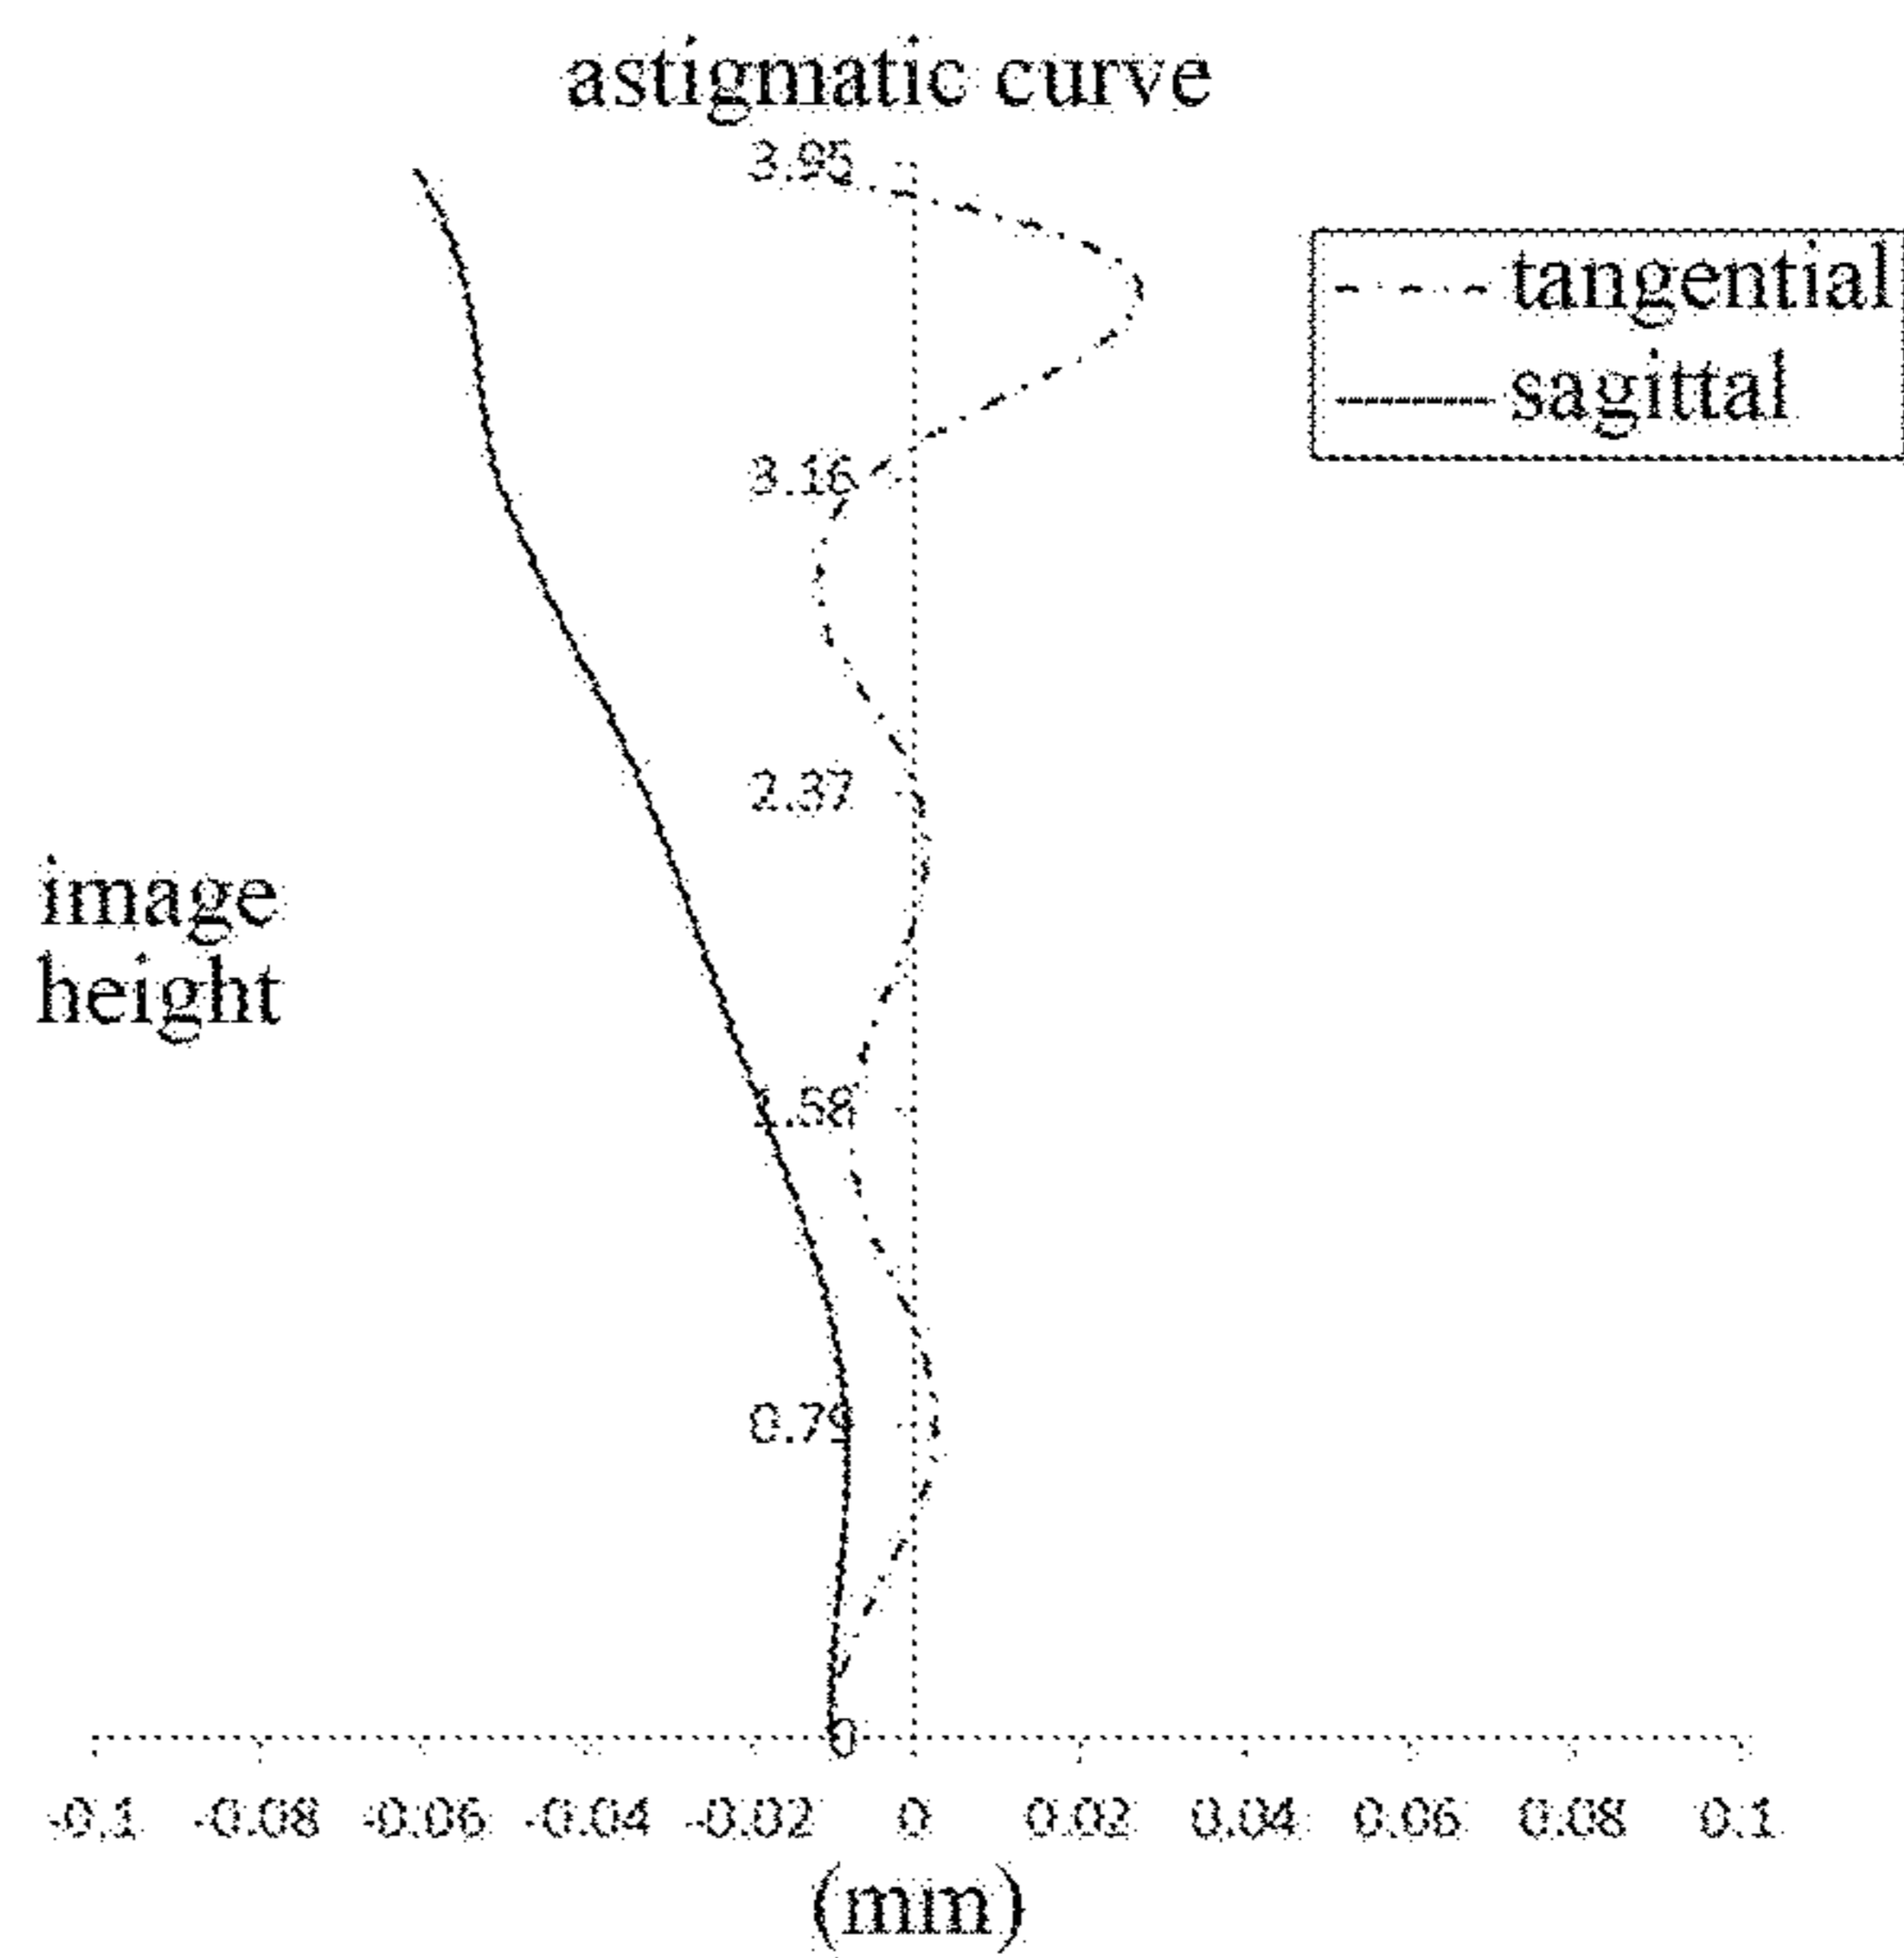 astigmatic curve
3.95
tangential
sagittal
3.16
2.37
image
height
1.58
0.79
0
-0.1 -0.08 -0.06 -0.04 -0.02 0 0.02 0.04 0.06 0.08 0.1
(mm)